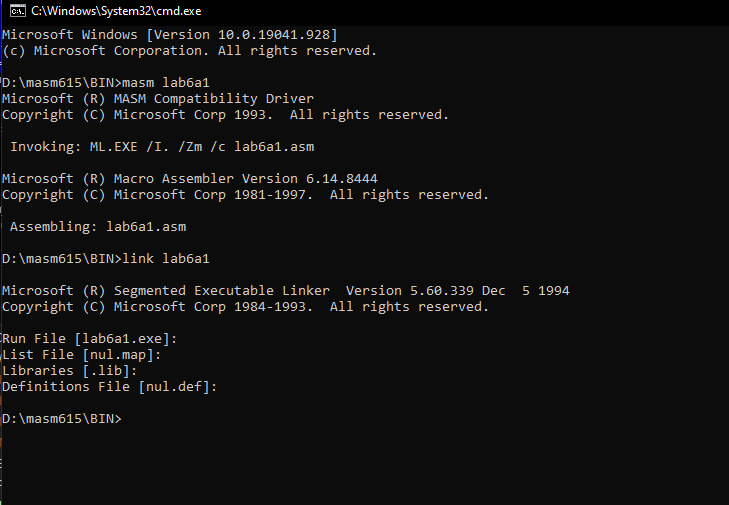 C:\Windows\System32\cmd.exe
Microsoft Windows [Version 10.0.19041.928]
(c) Microsoft Corporation. All rights reserved.
D:\masm615\BIN>masm lab6a1
Microsoft (R) MASM Compatibility Driver
Copyright (C) Microsoft Corp 1993.  All rights reserved.
Invoking: ML.EXE /I. /Zm /c lab6a1.asm
Microsoft (R) Macro Assembler Version 6.14.8444
Copyright (C) Microsoft Corp 1981-1997.  All rights reserved.
Assembling: lab6a1.asm
D:\masm615\BIN>link lab6a1
Microsoft (R) Segmented Executable Linker  Version 5.60.339 Dec  5 1994
Copyright (C) Microsoft Corp 1984-1993.  All rights reserved.
Run File [lab6a1.exe]:
List File [nul.map]:
Libraries [.lib]:
Definitions File [nul.def]:
D:\masm615\BIN>